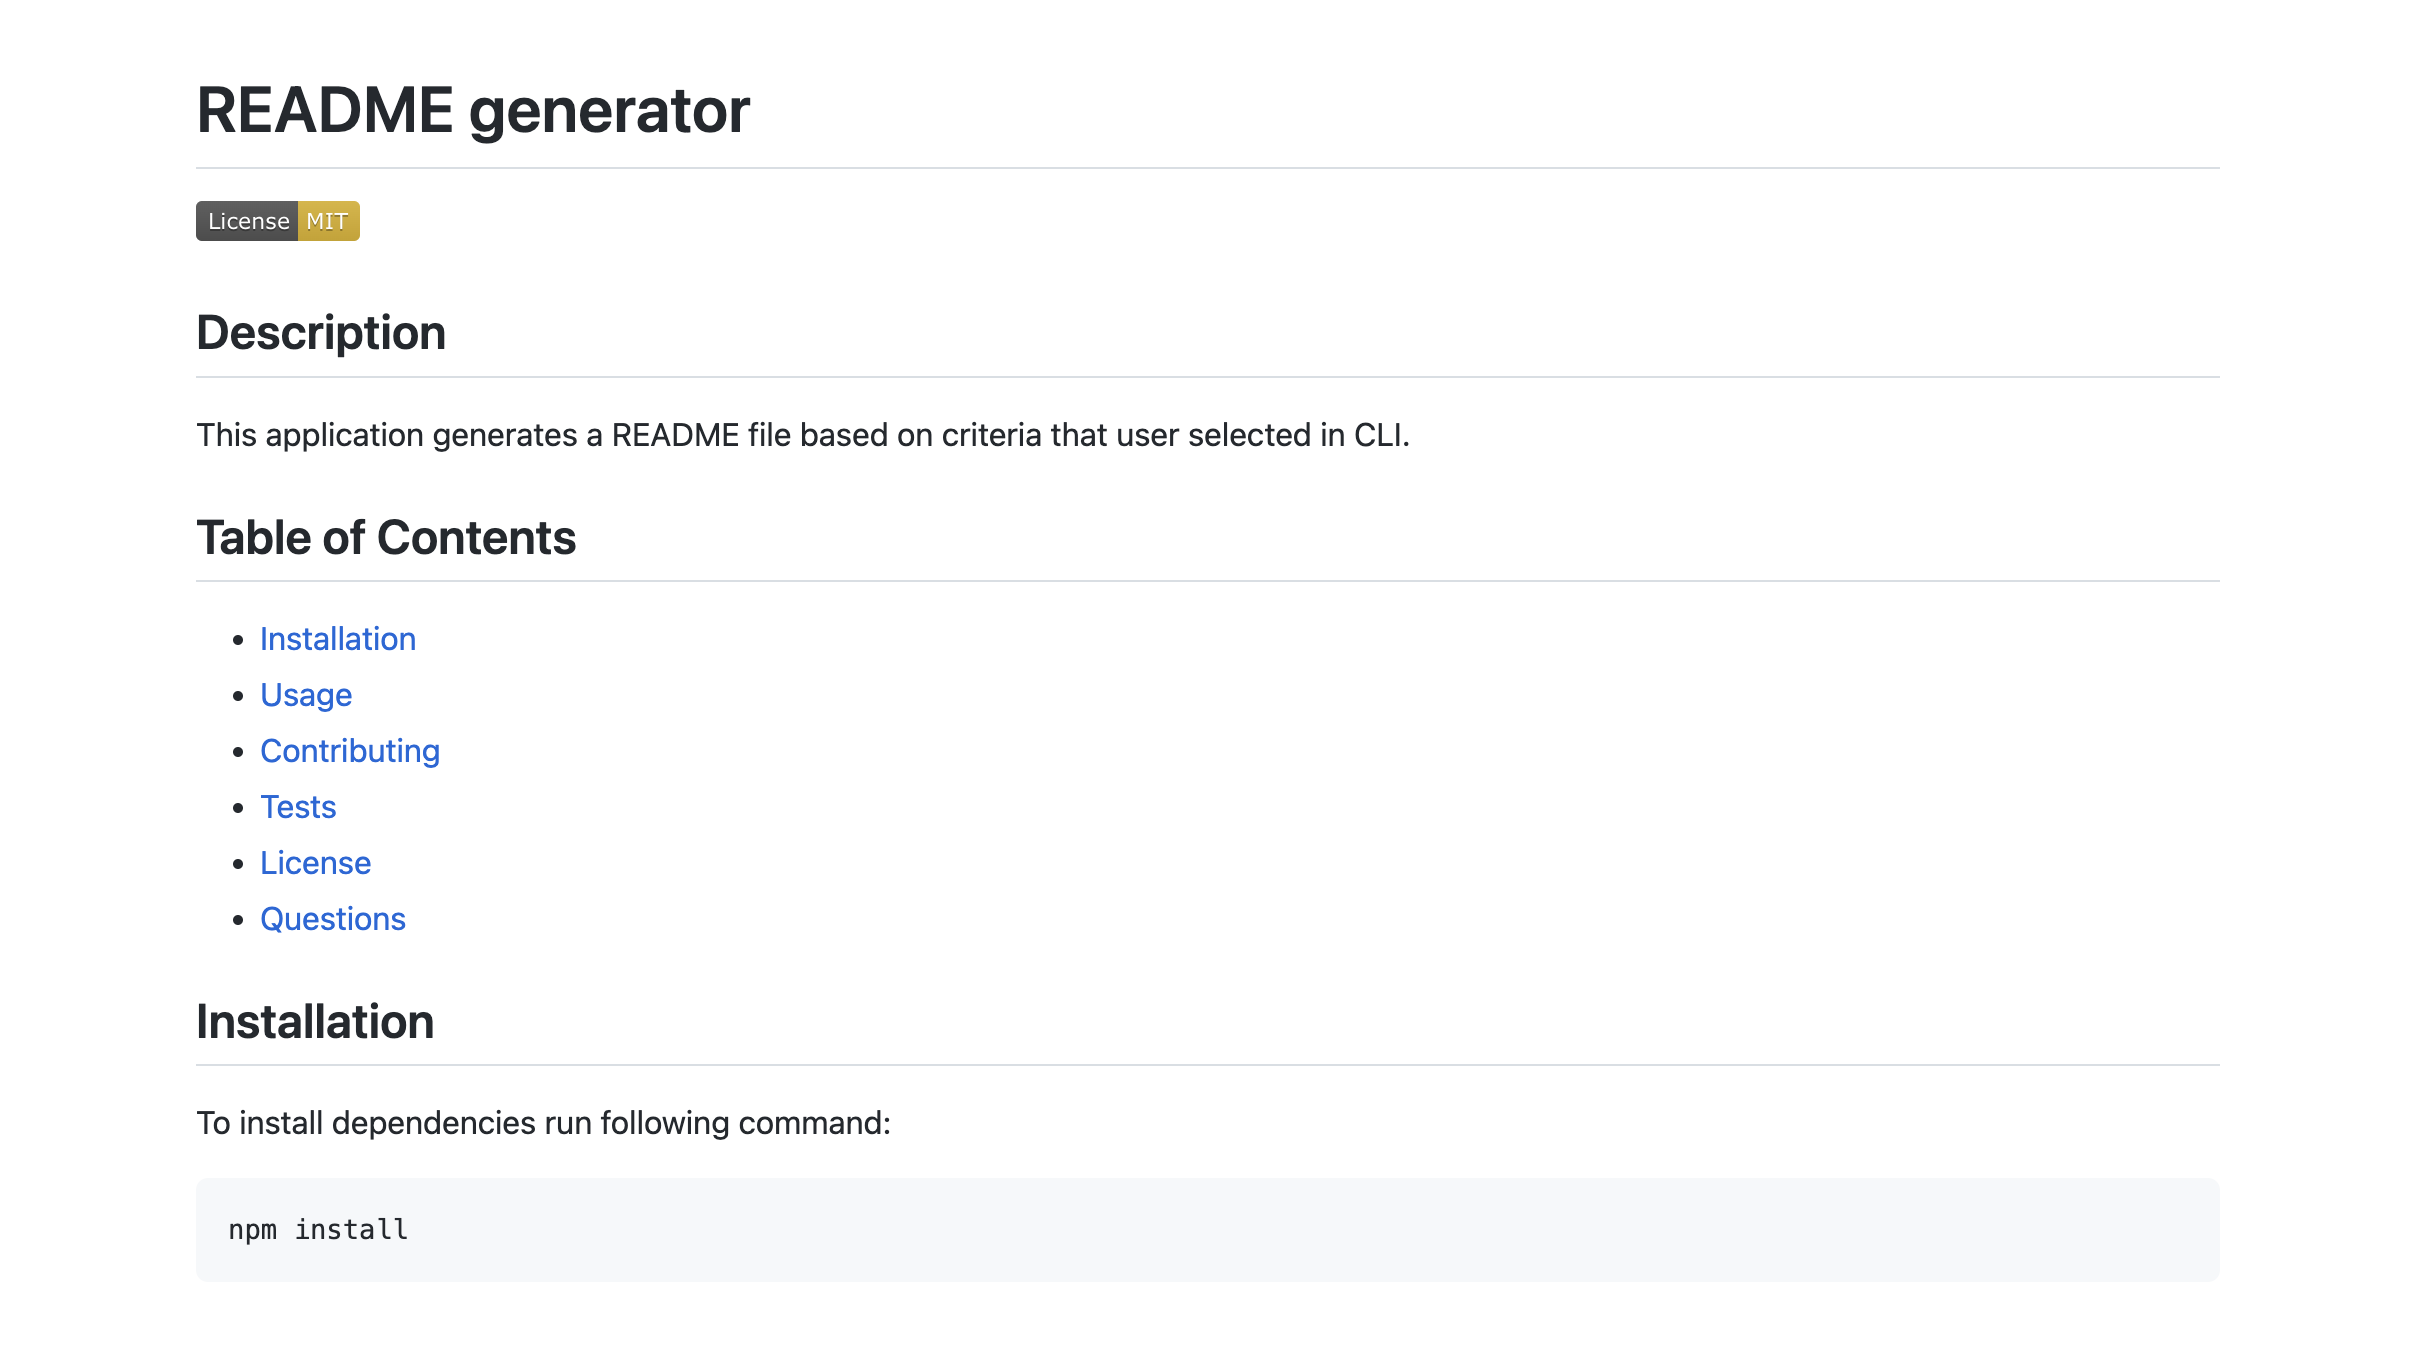 README generator
License MIT
Description
This application generates a README file based on criteria that user selected in CLI.
Table of Contents
Installation
Usage
Contributing
Tests
License
Questions
Installation
To install dependencies run following command:
npm install